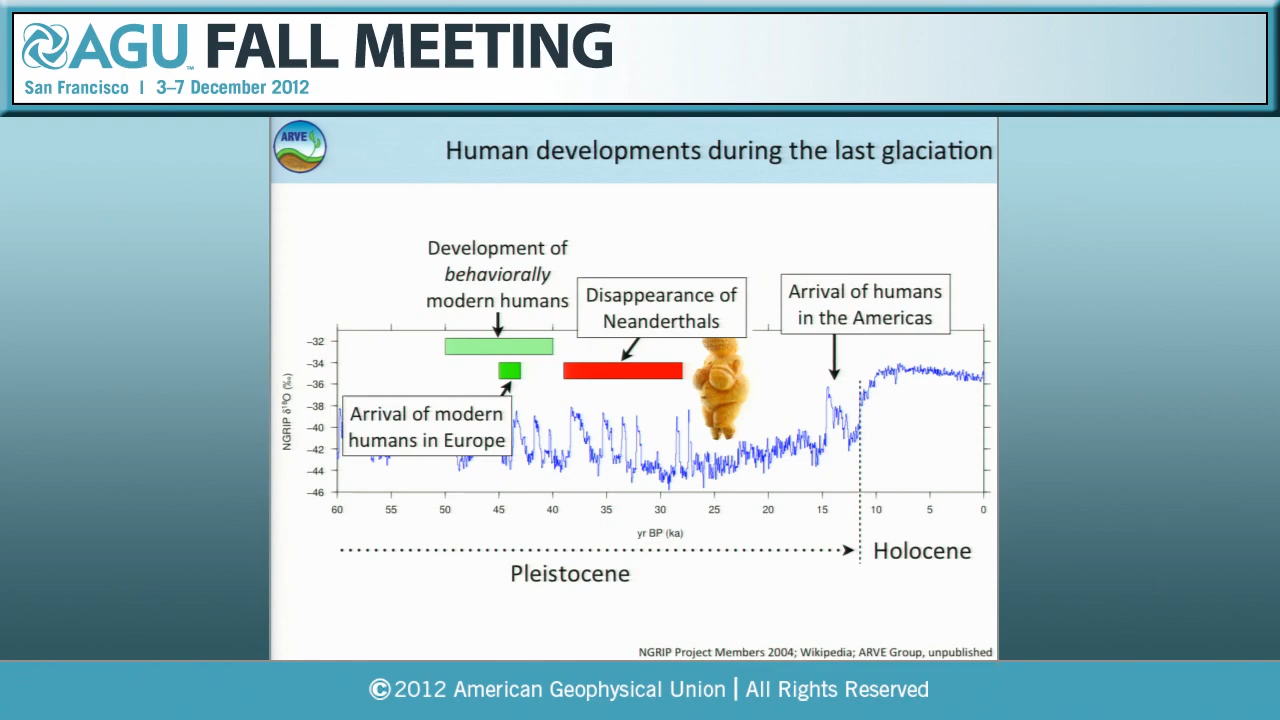 AGU™ FALL MEETING
San Francisco | 3–7 December 2012
ARVE
Human developments during the last glaciation
Development of
behaviorally
modern humans
Disappearance of
Neanderthals
Arrival of humans
in the Americas
Arrival of modern
humans in Europe
NGRIP δ¹⁸O (‰)
−32
−34
−36
−38
−40
−42
−44
−46
60 55 50 45 40 35 30 25 20 15 10 5 0
yr BP (ka)
Pleistocene
Holocene
NGRIP Project Members 2004; Wikipedia; ARVE Group, unpublished
©2012 American Geophysical Union | All Rights Reserved